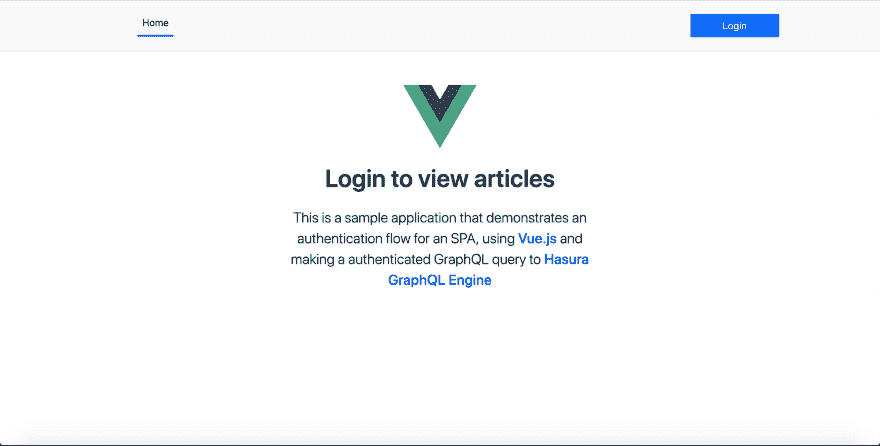 Home
Login
Login to view articles
This is a sample application that demonstrates an
authentication flow for an SPA, using Vue.js and
making a authenticated GraphQL query to Hasura
GraphQL Engine